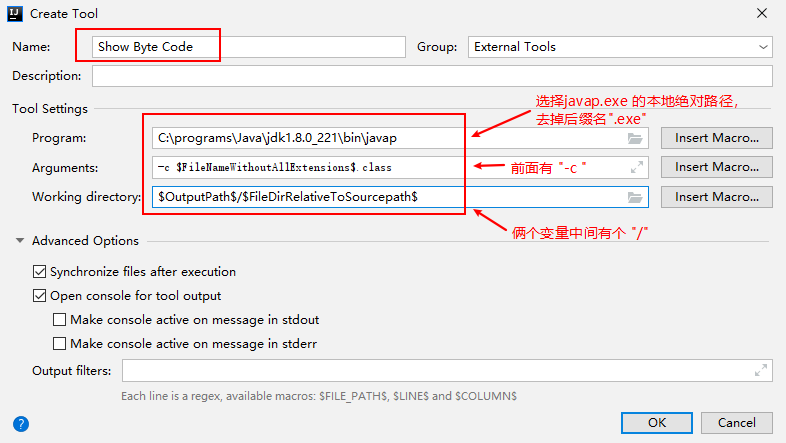 IJ Create Tool
Name: Show Byte Code Group: External Tools
Description:
选择javap.exe 的本地绝对路径，
去掉后缀名".exe"
Tool Settings
Program: C:\programs\Java\jdk1.8.0_221\bin\javap Insert Macro...
Arguments: -c $FileNameWithoutAllExtensions$.class 前面有 "-c " Insert Macro...
Working directory: $OutputPath$/$FileDirRelativeToSourcepath$ Insert Macro...
俩个变量中间有个 "/"
Advanced Options
Synchronize files after execution
Open console for tool output
Make console active on message in stdout
Make console active on message in stderr
Output filters:
Each line is a regex, available macros: $FILE_PATH$, $LINE$ and $COLUMN$
? OK Cancel